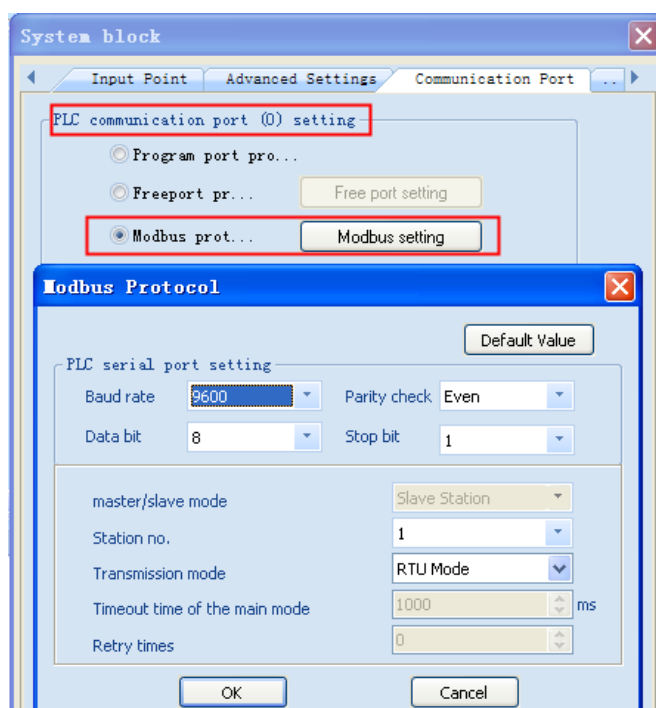 System block
Input Point Advanced Settings Communication Port ..
PLC communication port (0) setting
Program port pro...
Freeport pr... Free port setting
Modbus prot... Modbus setting
Modbus Protocol
Default Value
PLC serial port setting
Baud rate 9600 Parity check Even
Data bit 8 Stop bit 1
master/slave mode Slave Station
Station no. 1
Transmission mode RTU Mode
Timeout time of the main mode 1000 ms
Retry times 0
OK Cancel